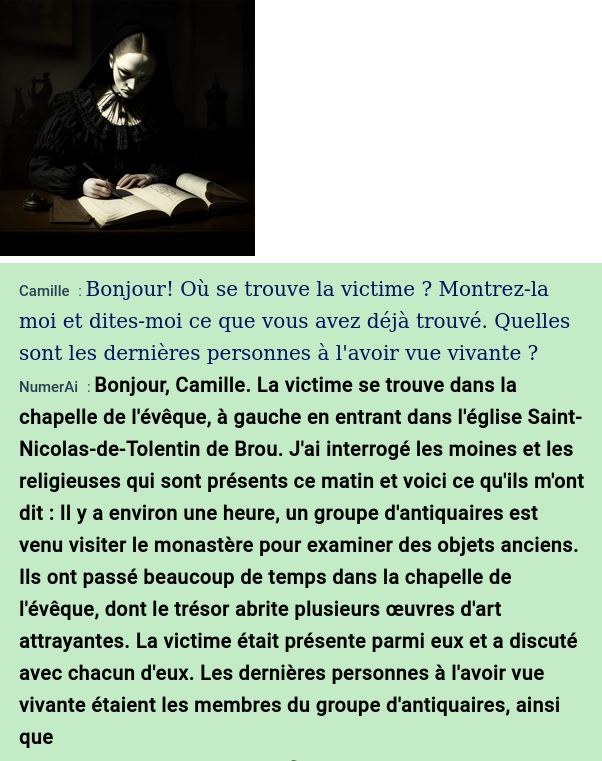 Camille : Bonjour! Où se trouve la victime ? Montrez-la
moi et dites-moi ce que vous avez déjà trouvé. Quelles
sont les dernières personnes à l'avoir vue vivante ?
NumerAi : Bonjour, Camille. La victime se trouve dans la
chapelle de l'évêque, à gauche en entrant dans l'église Saint-
Nicolas-de-Tolentin de Brou. J'ai interrogé les moines et les
religieuses qui sont présents ce matin et voici ce qu'ils m'ont
dit : Il y a environ une heure, un groupe d'antiquaires est
venu visiter le monastère pour examiner des objets anciens.
Ils ont passé beaucoup de temps dans la chapelle de
l'évêque, dont le trésor abrite plusieurs œuvres d'art
attrayantes. La victime était présente parmi eux et a discuté
avec chacun d'eux. Les dernières personnes à l'avoir vue
vivante étaient les membres du groupe d'antiquaires, ainsi
que